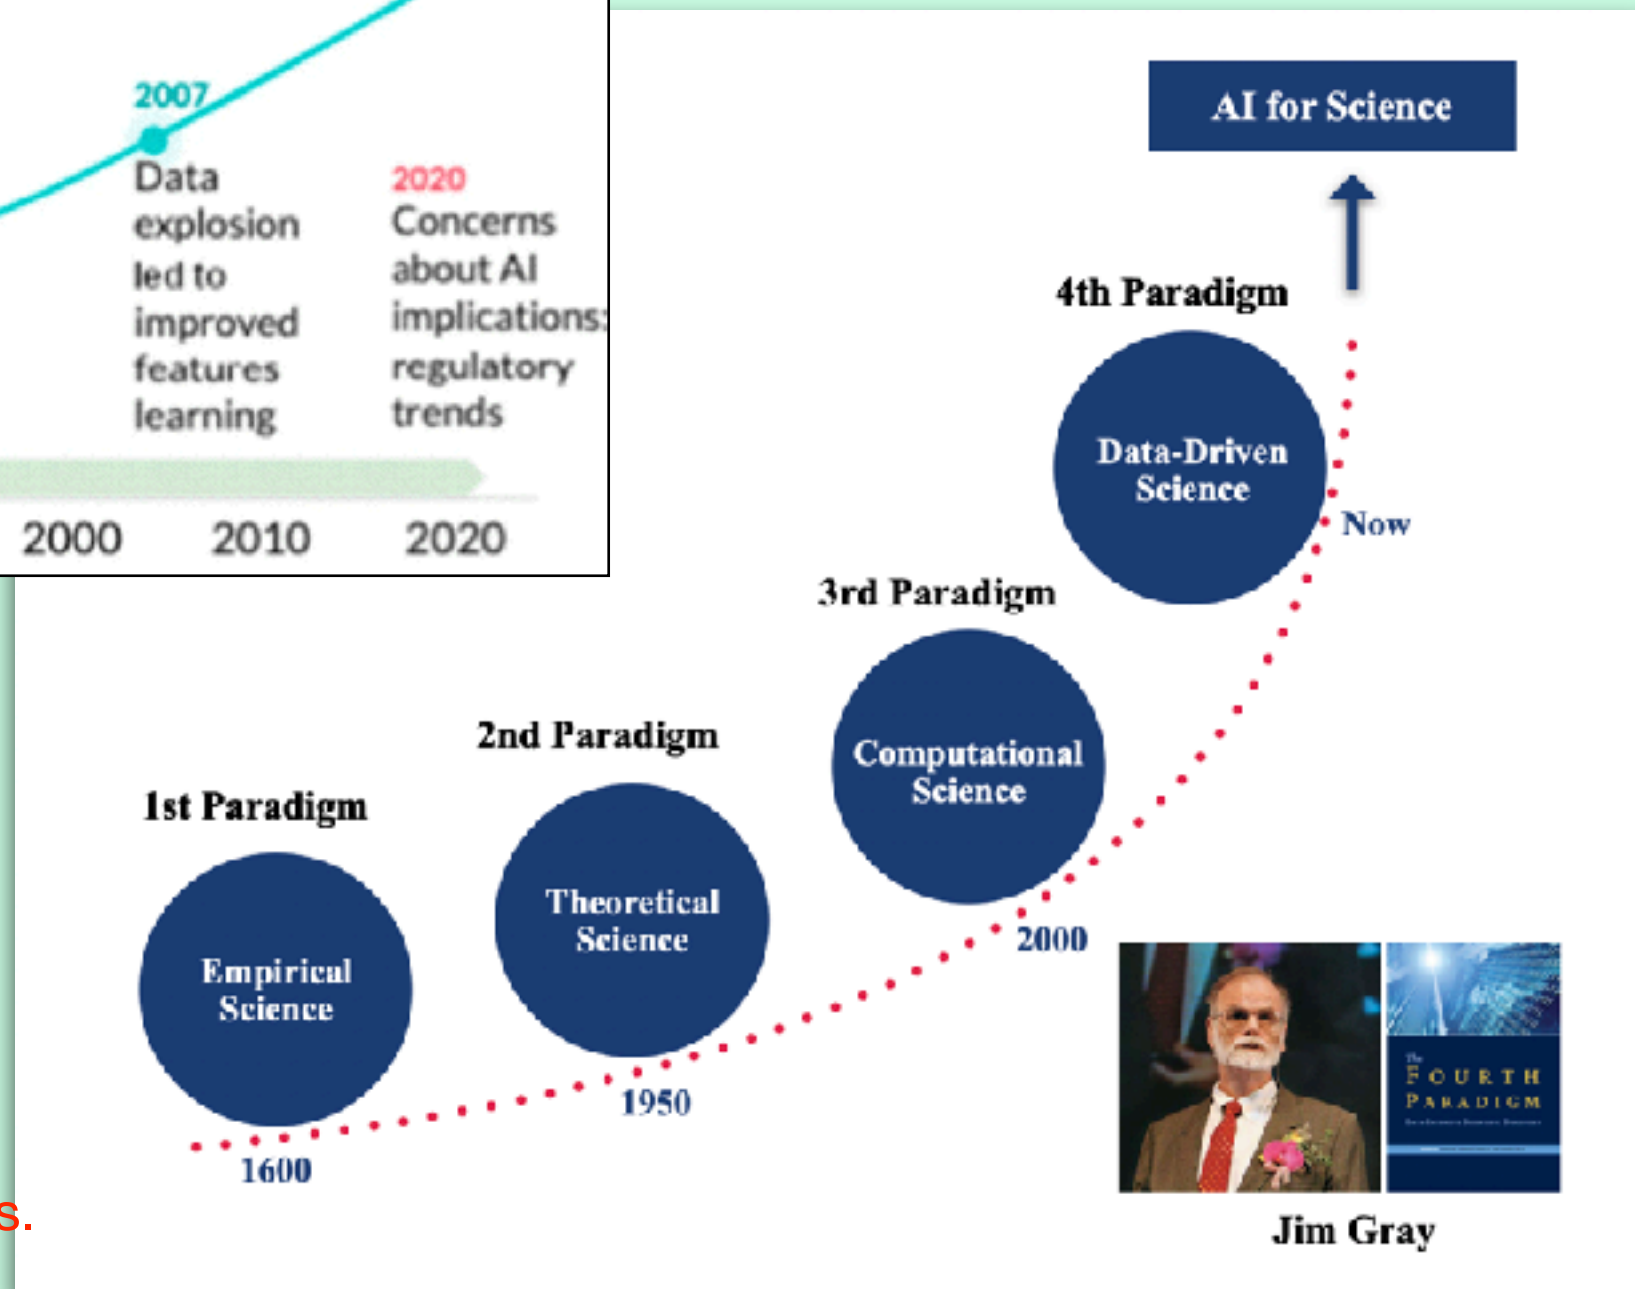 2007
Data
explosion
led to
improved
features
learning
2020
Concerns
about AI
implications:
regulatory
trends
2000
2010
2020
AI for Science
4th Paradigm
Data-Driven
Science
Now
3rd Paradigm
Computational
Science
2000
2nd Paradigm
Theoretical
Science
1950
1st Paradigm
Empirical
Science
1600
s.
The
FOURTH
PARADIGM
Jim Gray